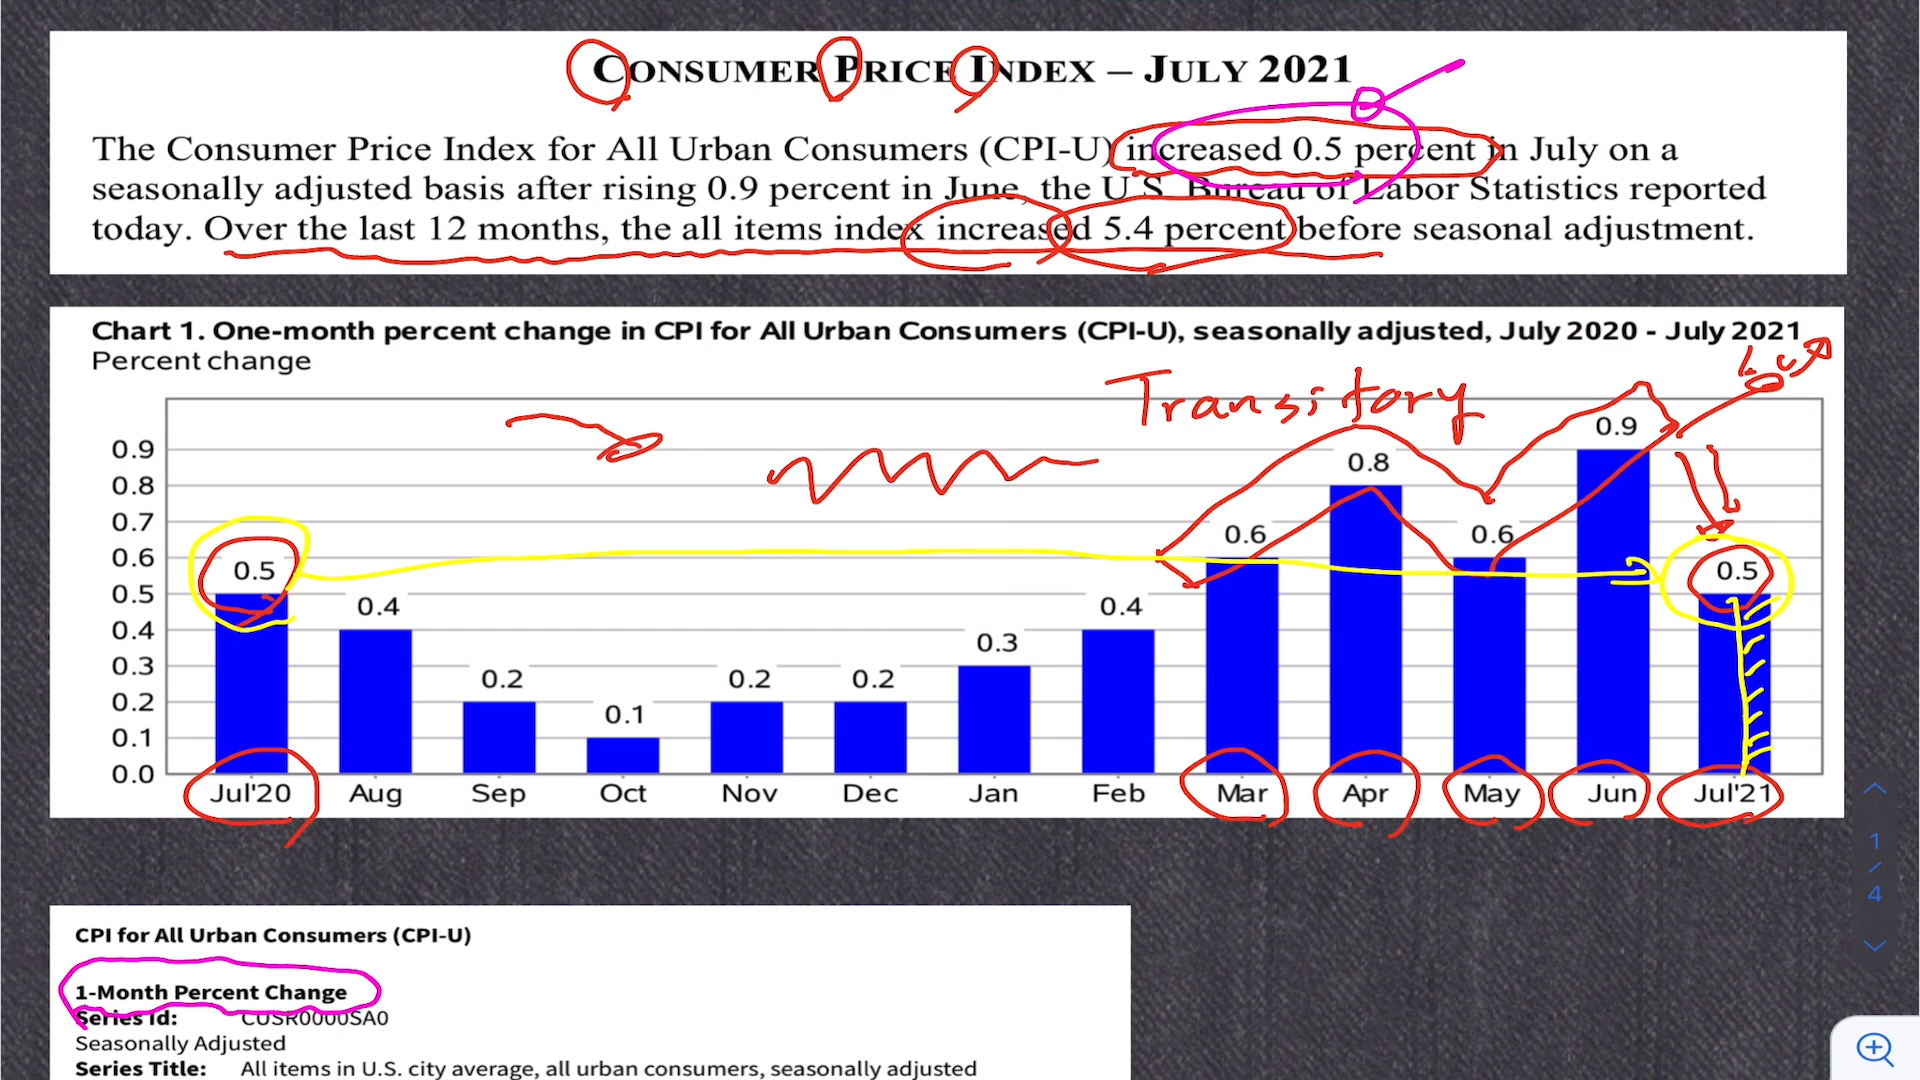 CONSUMER PRICE INDEX – JULY 2021
The Consumer Price Index for All Urban Consumers (CPI-U) increased 0.5 percent in July on a
seasonally adjusted basis after rising 0.9 percent in June, the U.S. Bureau of Labor Statistics reported
today. Over the last 12 months, the all items index increased 5.4 percent before seasonal adjustment.
Chart 1. One-month percent change in CPI for All Urban Consumers (CPI-U), seasonally adjusted, July 2020 - July 2021
Percent change
Transitory
0.9
0.8
0.7
0.6
0.5
0.4
0.3
0.2
0.1
0.0
0.5
0.4
0.2
0.1
0.2
0.2
0.3
0.4
0.6
0.8
0.6
0.9
0.5
Jul'20 Aug Sep Oct Nov Dec Jan Feb Mar Apr May Jun Jul'21
1
/
4
CPI for All Urban Consumers (CPI-U)
1-Month Percent Change
Series Id: CUSR0000SA0
Seasonally Adjusted
Series Title: All items in U.S. city average, all urban consumers, seasonally adjusted